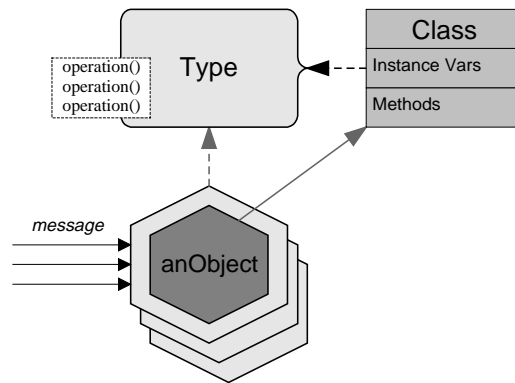 Type
operation()
operation()
operation()
Class
Instance Vars
Methods
message
anObject